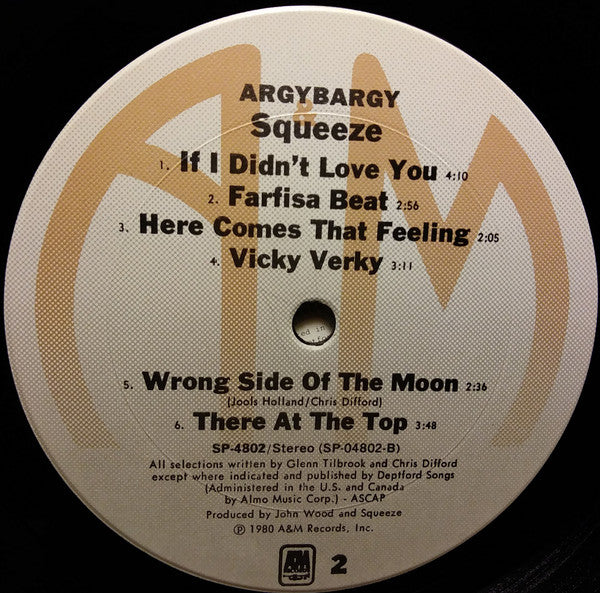 A&M
ARGYBARGY
Squeeze
1. If I Didn't Love You 4:10
2. Farfisa Beat 2:56
3. Here Comes That Feeling 2:05
4. Vicky Verky 3:11
5. Wrong Side Of The Moon 2:36
(Jools Holland/Chris Difford)
6. There At The Top 3:48
SP-4802/Stereo (SP-04802-B)
All selections written by Glenn Tilbrook and Chris Difford
except where indicated and published by Deptford Songs
(Administered in the U.S. and Canada
by Almo Music Corp.) - ASCAP
Produced by John Wood and Squeeze
℗ 1980 A&M Records, Inc.
A&M
2